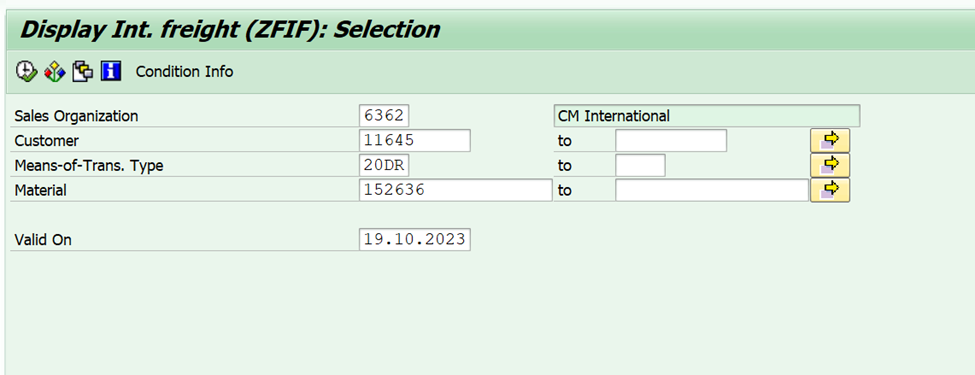 Display Int. freight (ZFIF): Selection
Condition Info
Sales Organization 6362 CM International
Customer 11645 to
Means-of-Trans. Type 20DR to
Material 152636 to
Valid On 19.10.2023